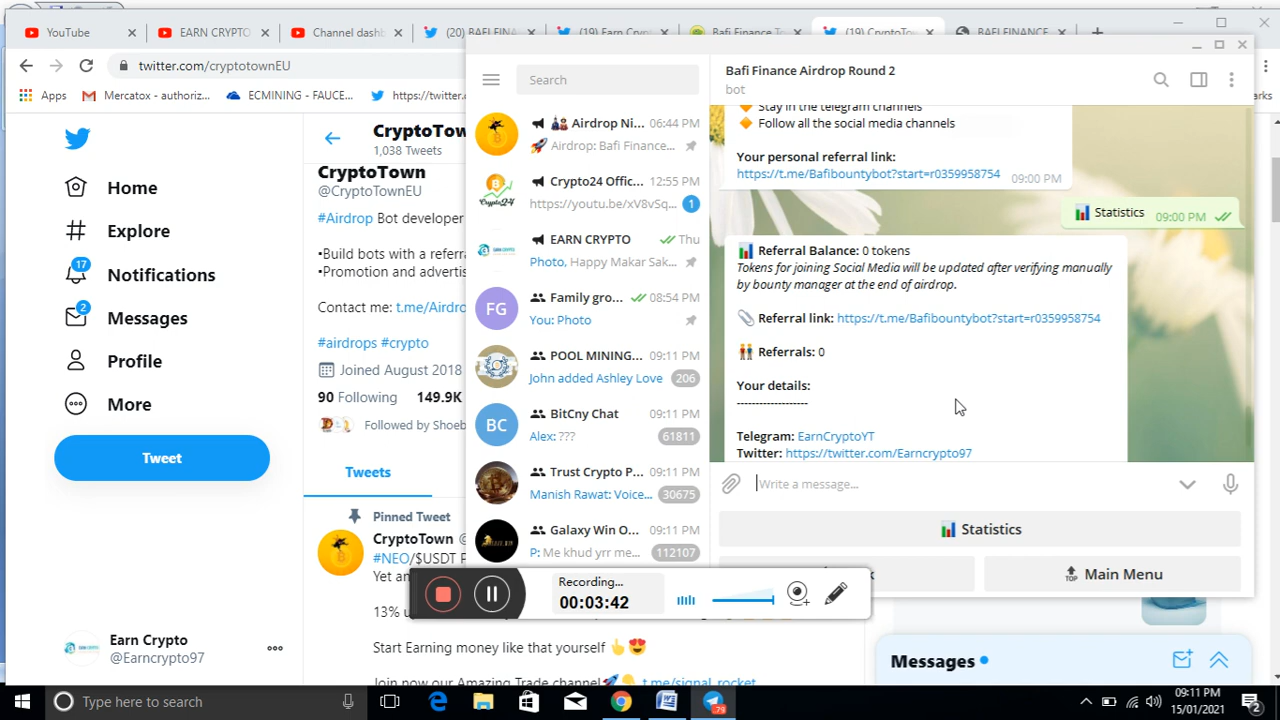 YouTube
EARN CRYPTO
Channel dashb
(20) BAFI FINA
(19) Earn Crypto
Bafi Finance To
(19) CryptoTo
BAFI FINANCE
twitter.com/cryptotownEU
Apps
Mercatox - authoriz...
ECMINING - FAUCE...
https://twitter.c
Home
Explore
17
Notifications
2
Messages
Profile
More
Tweet
Earn Crypto
@Earncrypto97
CryptoTow
1,038 Tweets
CryptoTown
@CryptoTownEU
#Airdrop Bot developer
•Build bots with a referra
•Promotion and advertis
Contact me: t.me/Airdro
#airdrops #crypto
Joined August 2018
90 Following 149.9K
Followed by Shoeb
Tweets
Pinned Tweet
CryptoTown
#NEO/$USDT F
Yet an
13% u
Start Earning money like that yourself 👆😍
Join now our Amazing Trade channel🚀👇 t.me/signal_rocket
Search
Airdrop Ni... 06:44 PM
🚀 Airdrop: Bafi Finance...
Crypto24 Offic... 12:55 PM
https://youtu.be/xV8vSq... 1
EARN CRYPTO Thu
Photo, Happy Makar Sak...
FG
Family gro... 08:54 PM
You: Photo
POOL MINING... 09:11 PM
John added Ashley Love 206
BC
BitCny Chat 09:11 PM
Alex: ??? 61811
Trust Crypto P... 09:11 PM
Manish Rawat: Voice... 30675
Galaxy Win O... 09:11 PM
P: Me khud yrr me... 112107
Bafi Finance Airdrop Round 2
bot
🔸 Stay in the telegram channels
🔸 Follow all the social media channels
Your personal referral link:
https://t.me/Bafibountybot?start=r0359958754 09:00 PM
📊 Statistics 09:00 PM
📊 Referral Balance: 0 tokens
Tokens for joining Social Media will be updated after verifying manually
by bounty manager at the end of airdrop.
📎 Referral link: https://t.me/Bafibountybot?start=r0359958754
👬 Referrals: 0
Your details:
-------------------
Telegram: EarnCryptoYT
Twitter: https://twitter.com/Earncrypto97
Write a message...
📊 Statistics
🔝 Main Menu
Recording...
00:03:42
Messages
Type here to search
79
09:11 PM
15/01/2021
2